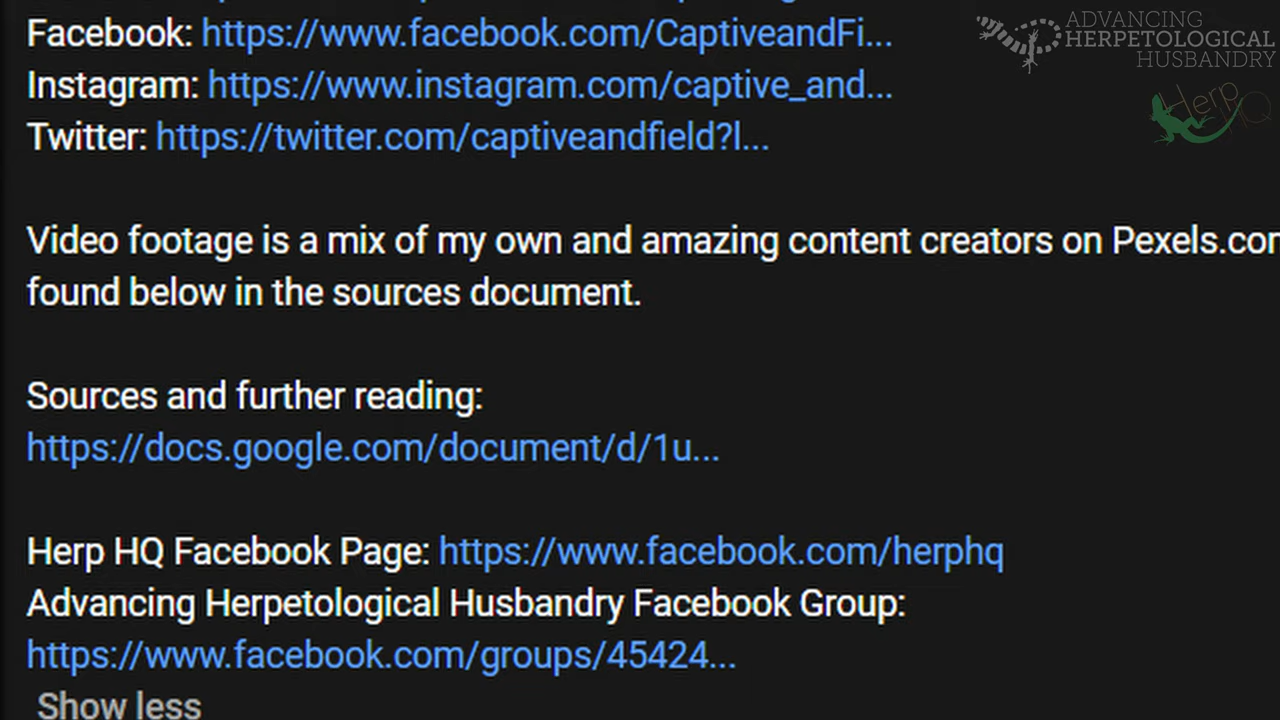 Facebook: https://www.facebook.com/CaptiveandFi...
Instagram: https://www.instagram.com/captive_and...
Twitter: https://twitter.com/captiveandfield?l...
Video footage is a mix of my own and amazing content creators on Pexels.com
found below in the sources document.
Sources and further reading:
https://docs.google.com/document/d/1u...
Herp HQ Facebook Page: https://www.facebook.com/herphq
Advancing Herpetological Husbandry Facebook Group:
https://www.facebook.com/groups/45424...
Show less
ADVANCING
HERPETOLOGICAL
HUSBANDRY
Herp
HQ